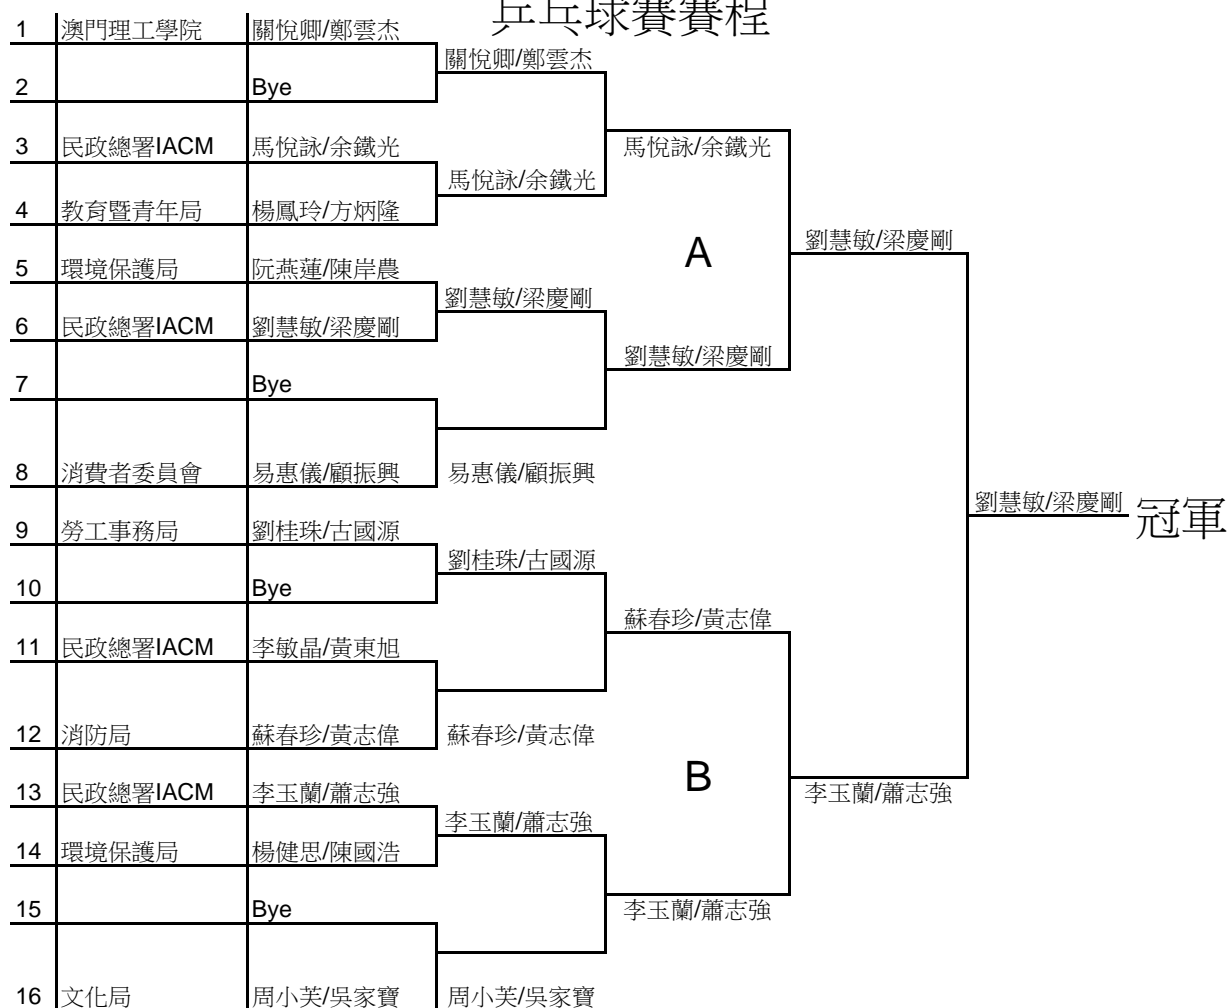 乒乓球賽賽程
1 澳門理工學院 關悅卿/鄭雲杰
關悅卿/鄭雲杰
2 Bye
3 民政總署IACM 馬悅詠/余鐵光
馬悅詠/余鐵光
馬悅詠/余鐵光
4 教育暨青年局 楊鳳玲/方炳隆
A
劉慧敏/梁慶剛
5 環境保護局 阮燕蓮/陳岸農
劉慧敏/梁慶剛
6 民政總署IACM 劉慧敏/梁慶剛
劉慧敏/梁慶剛
7 Bye
8 消費者委員會 易惠儀/顧振興 易惠儀/顧振興
劉慧敏/梁慶剛 冠軍
9 勞工事務局 劉桂珠/古國源
劉桂珠/古國源
10 Bye
蘇春珍/黃志偉
11 民政總署IACM 李敏晶/黃東旭
12 消防局 蘇春珍/黃志偉 蘇春珍/黃志偉
B
13 民政總署IACM 李玉蘭/蕭志強 李玉蘭/蕭志強
李玉蘭/蕭志強
14 環境保護局 楊健思/陳國浩
15 Bye 李玉蘭/蕭志強
16 文化局 周小芙/吳家寶 周小芙/吳家寶